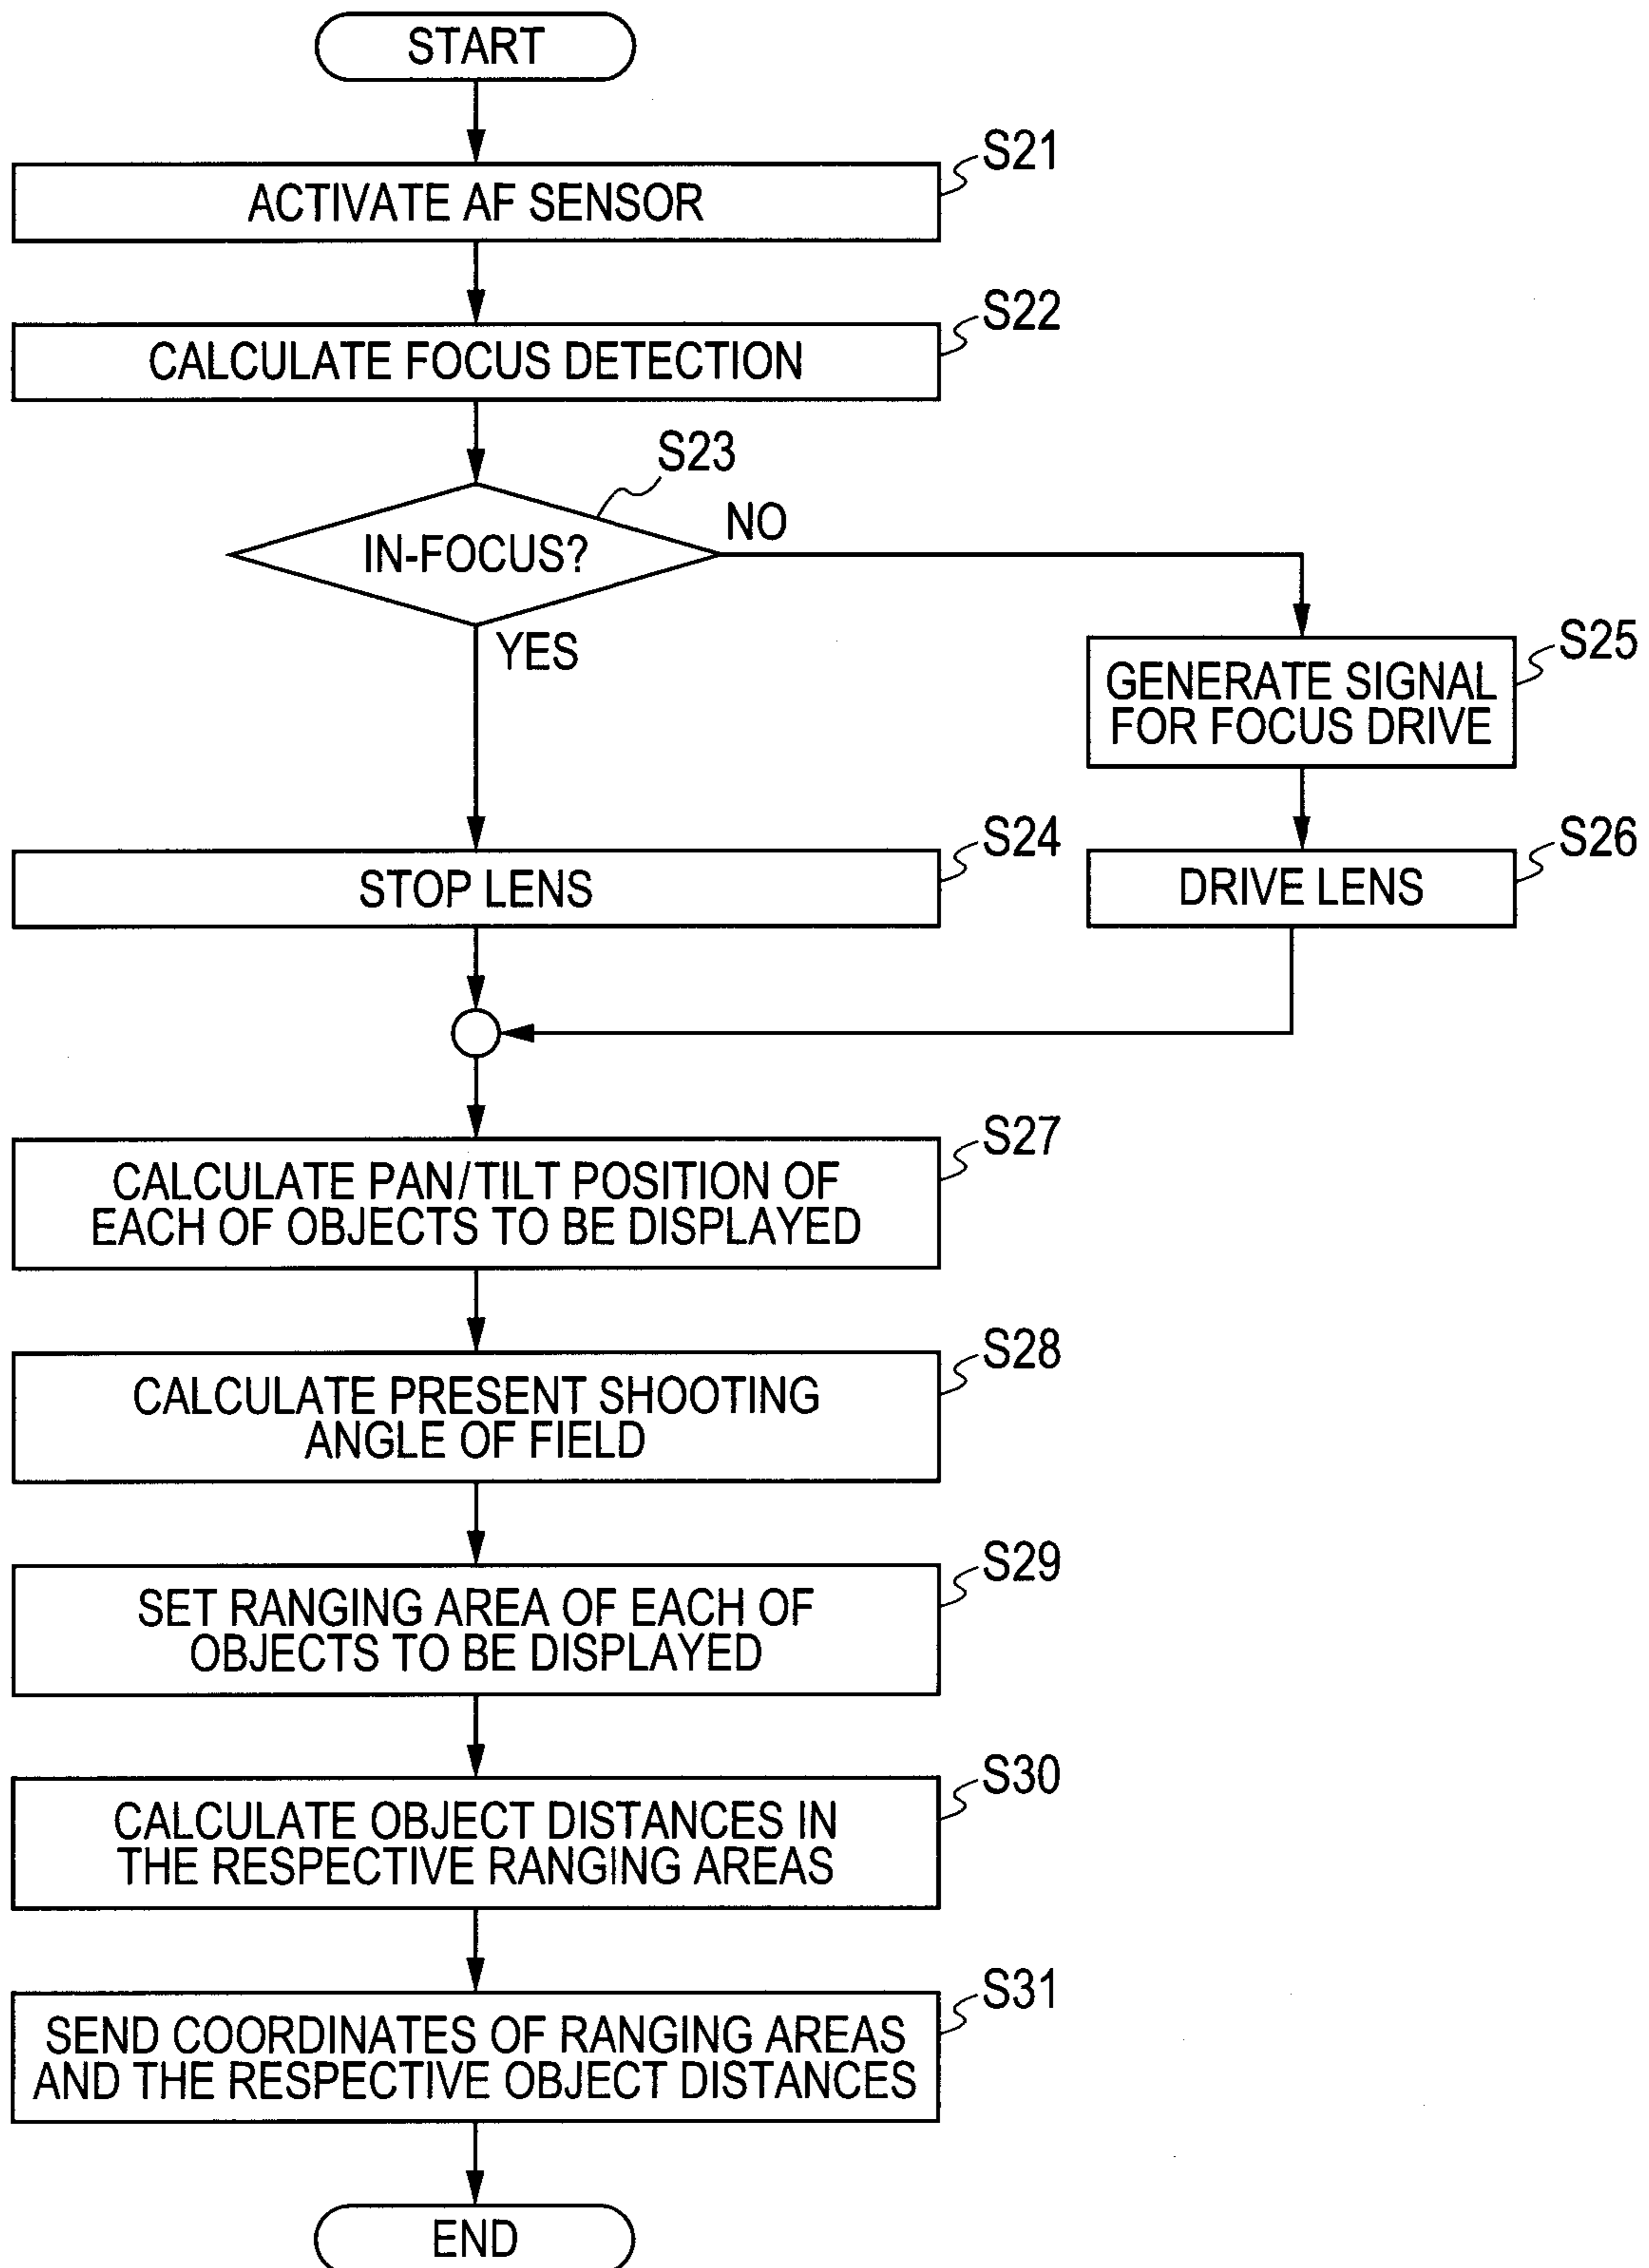 START
S21
ACTIVATE AF SENSOR
S22
CALCULATE FOCUS DETECTION
S23
IN-FOCUS?
NO
YES
S25
GENERATE SIGNAL
FOR FOCUS DRIVE
S24
STOP LENS
S26
DRIVE LENS
S27
CALCULATE PAN/TILT POSITION OF
EACH OF OBJECTS TO BE DISPLAYED
S28
CALCULATE PRESENT SHOOTING
ANGLE OF FIELD
S29
SET RANGING AREA OF EACH OF
OBJECTS TO BE DISPLAYED
S30
CALCULATE OBJECT DISTANCES IN
THE RESPECTIVE RANGING AREAS
S31
SEND COORDINATES OF RANGING AREAS
AND THE RESPECTIVE OBJECT DISTANCES
END